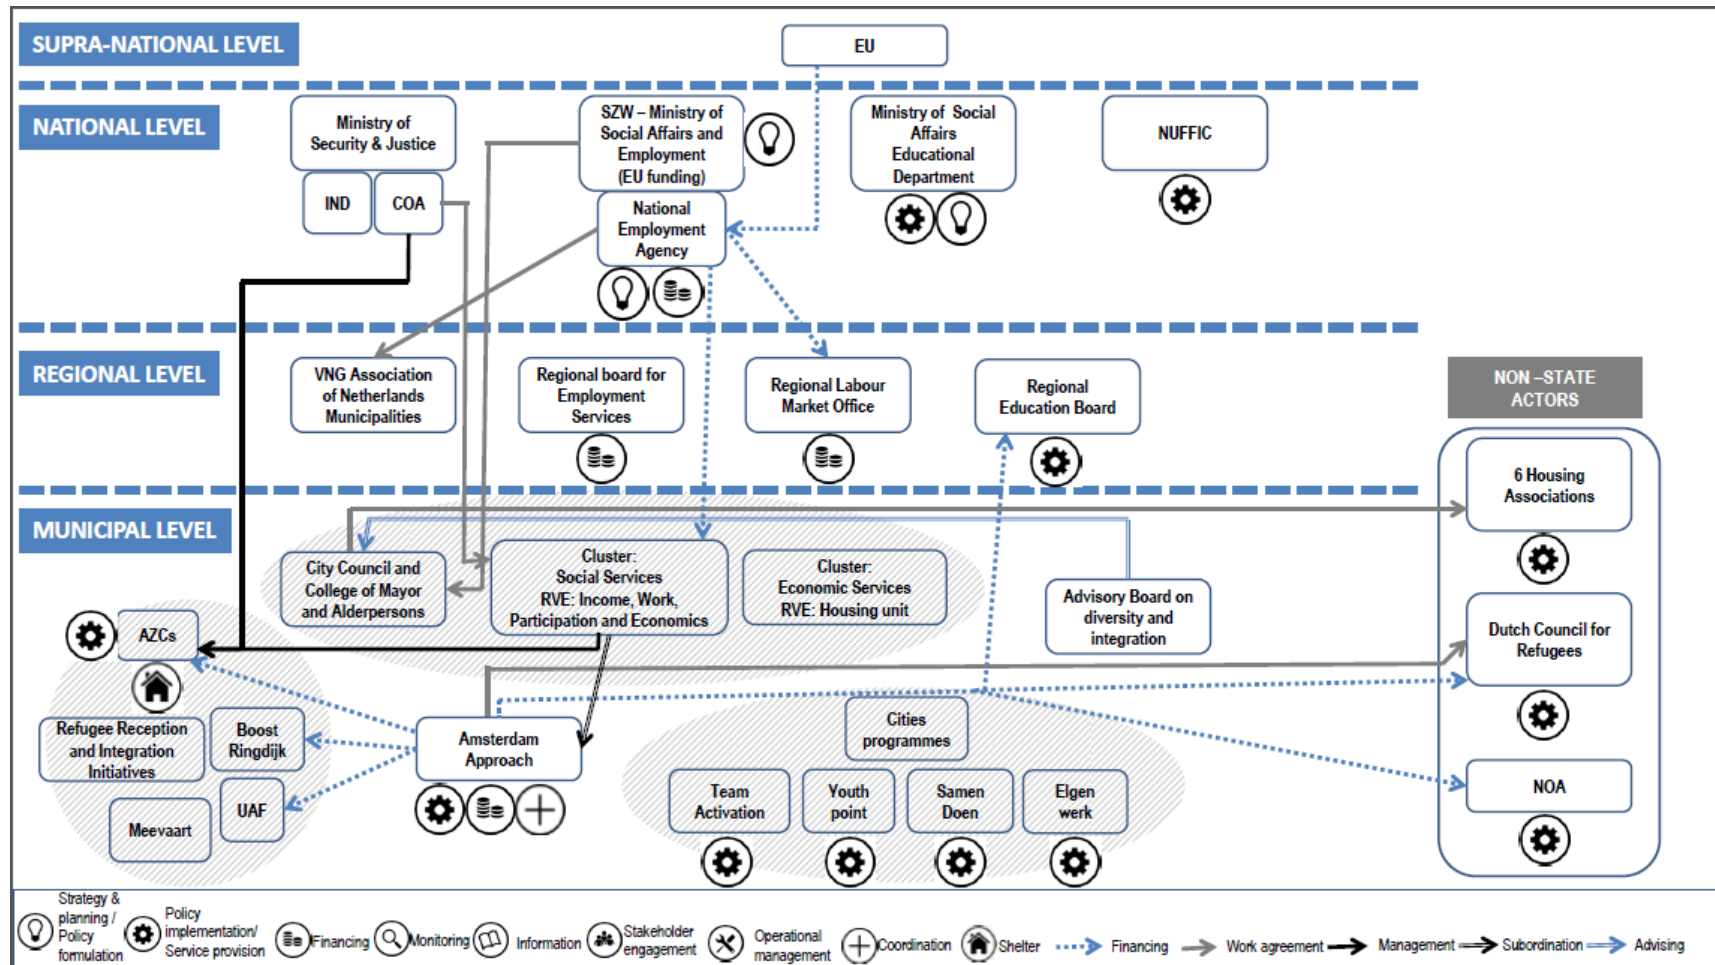 SUPRA-NATIONAL LEVEL
EU
NATIONAL LEVEL
Ministry of
Security & Justice
IND
COA
SZW – Ministry of
Social Affairs and
Employment
(EU funding)
National
Employment
Agency
Ministry of Social
Affairs
Educational
Department
NUFFIC
REGIONAL LEVEL
VNG Association
of Netherlands
Municipalities
Regional board for
Employment
Services
Regional Labour
Market Office
Regional
Education Board
NON –STATE
ACTORS
6 Housing
Associations
Dutch Council for
Refugees
NOA
MUNICIPAL LEVEL
City Council and
College of Mayor
and Alderpersons
Cluster:
Social Services
RVE: Income, Work,
Participation and Economics
Cluster:
Economic Services
RVE: Housing unit
Advisory Board on
diversity and
integration
AZCs
Refugee Reception
and Integration
Initiatives
Boost
Ringdijk
UAF
Meevaart
Amsterdam
Approach
Cities
programmes
Team
Activation
Youth
point
Samen
Doen
Elgen
werk
Strategy &
planning /
Policy
formulation
Policy
implementation/
Service provision
Financing
Monitoring
Information
Stakeholder
engagement
Operational
management
Coordination
Shelter
Financing
Work agreement
Management
Subordination
Advising